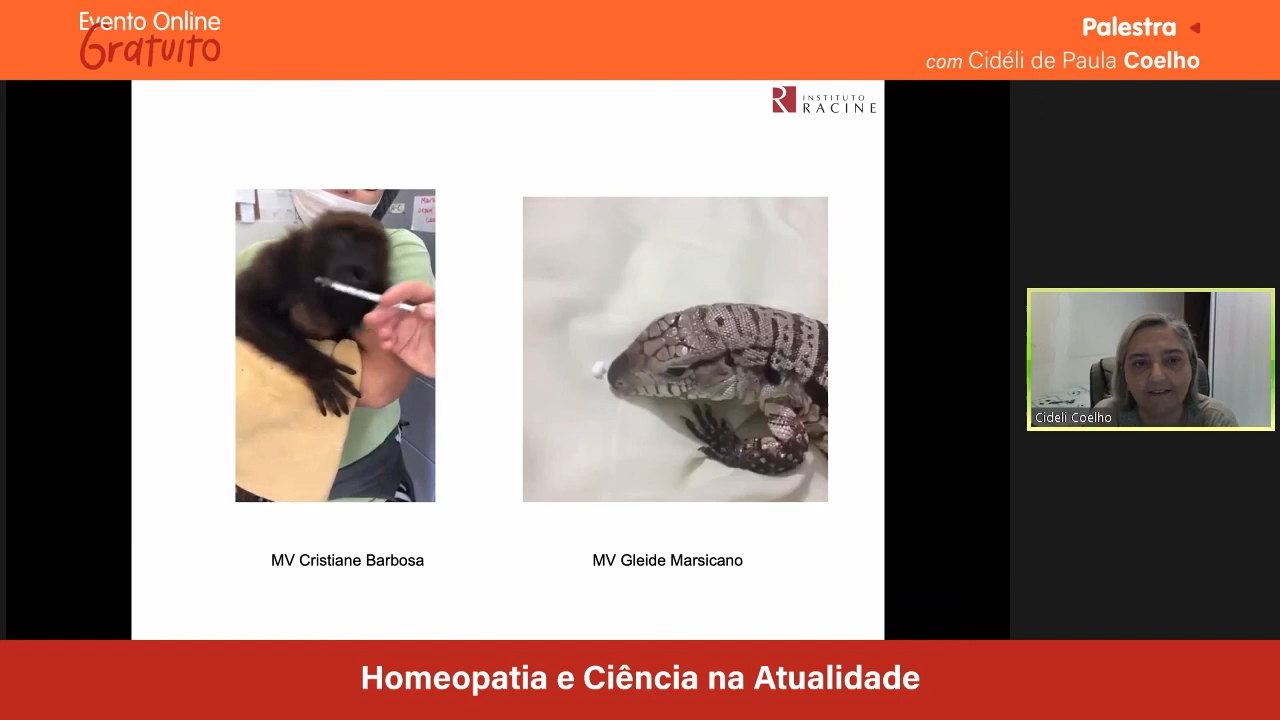 Evento Online
Gratuito
Palestra
com Cidéli de Paula Coelho
INSTITUTO
RACINE
Cideli Coelho
MV Cristiane Barbosa
MV Gleide Marsicano
Homeopatia e Ciência na Atualidade